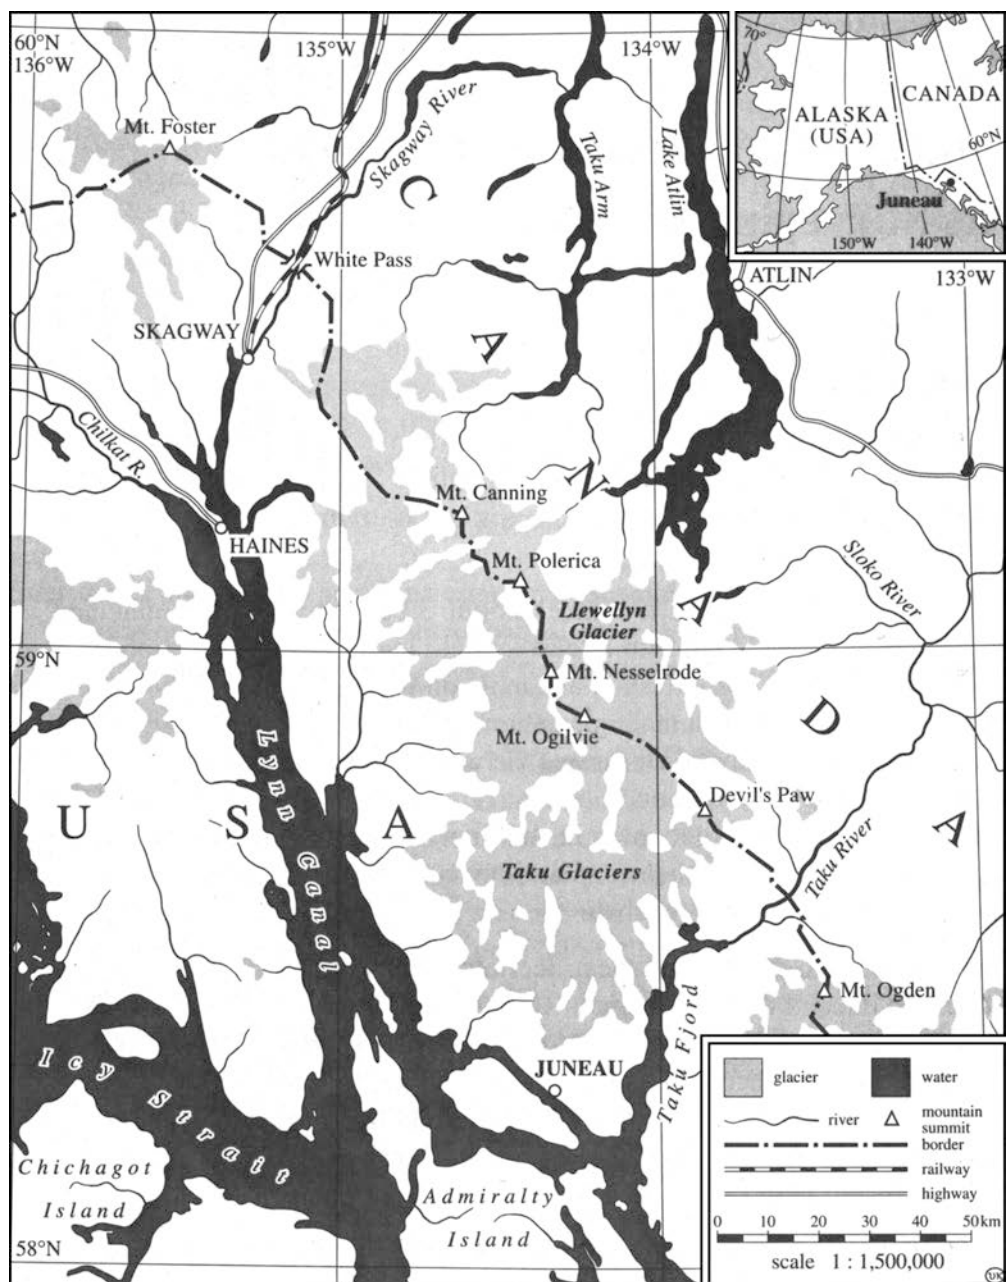 60°N
136°W
135°W
134°W
Mt. Foster
Skagway River
Taku Arm
Lake Atlin
70°
CANADA
ALASKA
(USA)
60°N
Juneau
150°W
140°W
C
White Pass
ATLIN
133°W
SKAGWAY
A
Chilkat R.
N
Mt. Canning
HAINES
Sloko River
Mt. Polerica
A
Llewellyn
Glacier
59°N
Mt. Nesselrode
D
Mt. Ogilvie
Lynn Canal
Devil's Paw
U S A
A
Taku River
Taku Glaciers
Mt. Ogden
Taku Fjord
JUNEAU
Icy Strait
glacier
water
river
mountain
summit
border
railway
highway
Chichagot
Island
Admiralty
Island
0 10 20 30 40 50 km
scale 1 : 1,500,000
58°N